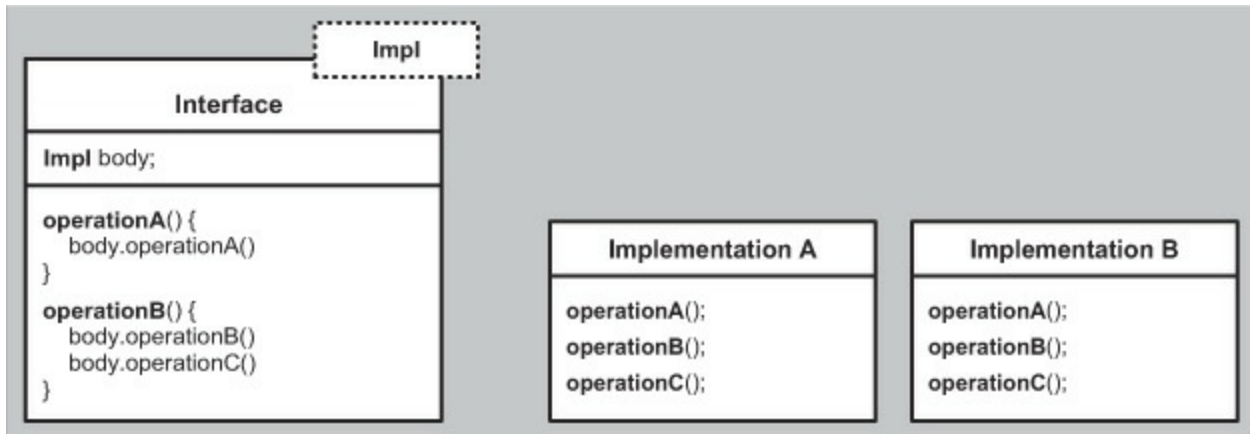 Impl
Interface
Impl body;
operationA() {
body.operationA()
}
operationB() {
body.operationB()
body.operationC()
}
Implementation A
operationA();
operationB();
operationC();
Implementation B
operationA();
operationB();
operationC();